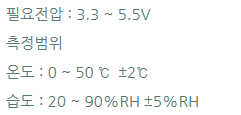 필요전압 : 3.3 ~ 5.5V
측정범위
온도 : 0 ~ 50 ℃ ±2℃
습도 : 20 ~ 90%RH ±5%RH